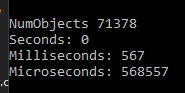 NumObjects 71378
Seconds: 0
Milliseconds: 567
Microseconds: 568557